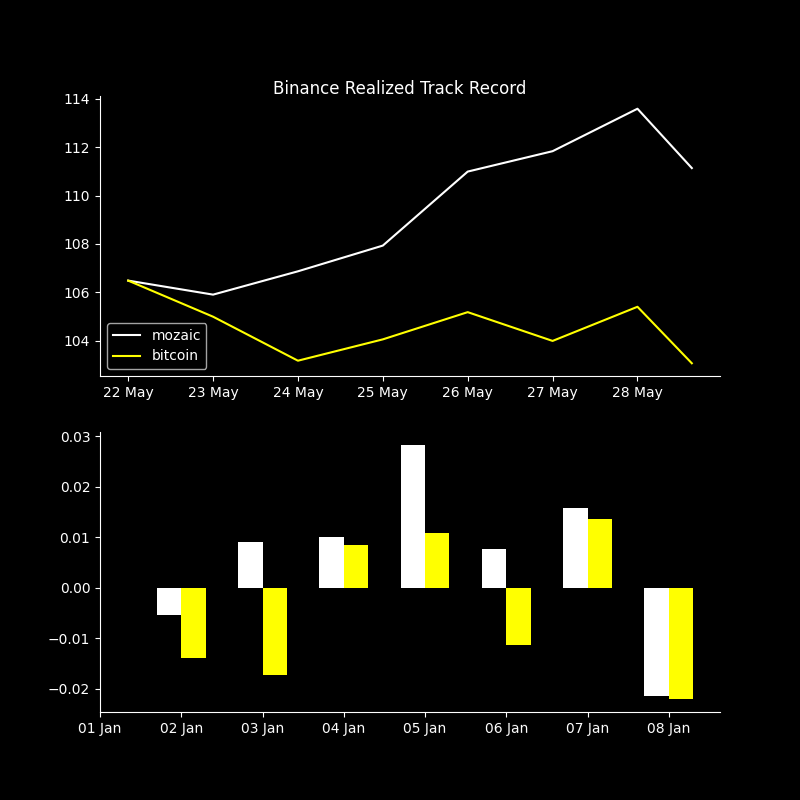 Binance Realized Track Record
114
112
110
108
106
104
mozaic
bitcoin
22 May 23 May 24 May 25 May 26 May 27 May 28 May
0.03
0.02
0.01
0.00
−0.01
−0.02
01 Jan 02 Jan 03 Jan 04 Jan 05 Jan 06 Jan 07 Jan 08 Jan